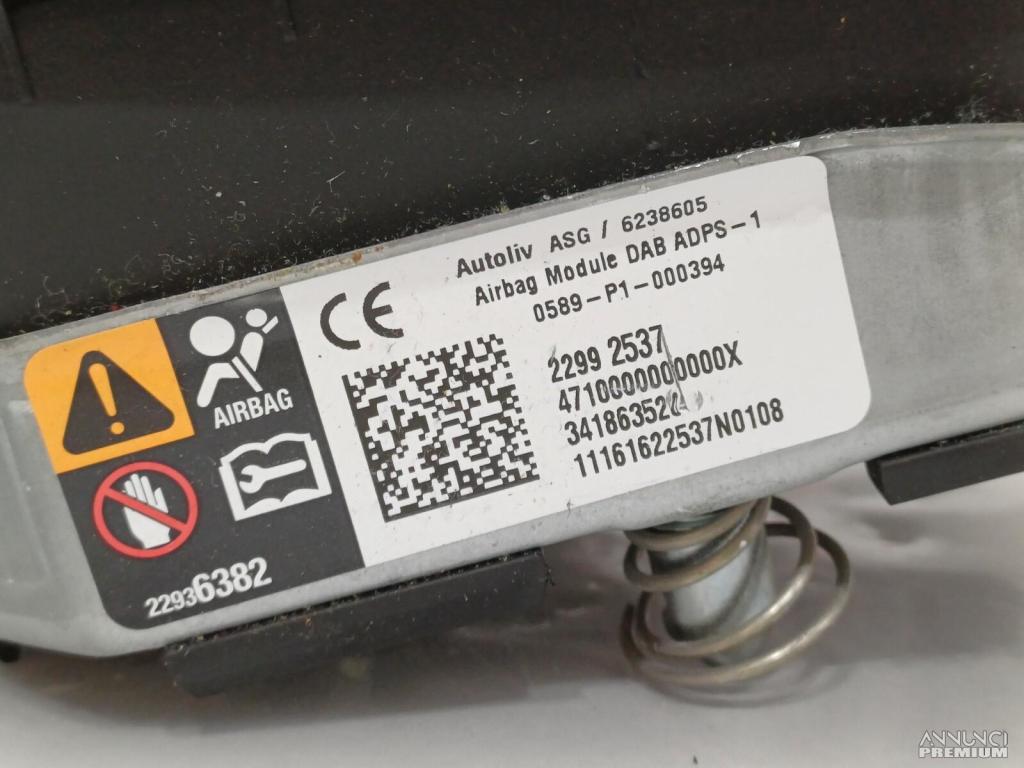 Autoliv ASG / 6238605
Airbag Module DAB ADPS-1
0589-P1-000394
CE
2299 2537
4710000000000X
111161622537N0108
AIRBAG
22936382
ANNUNCI
PREMIUM